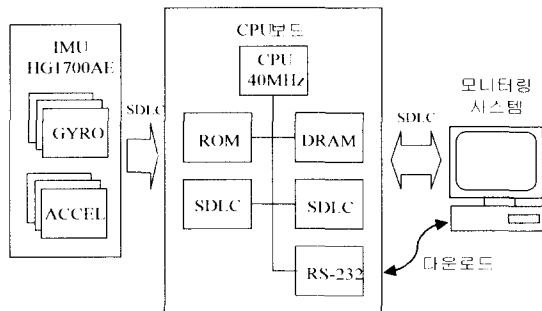 IMU
HG1700AE
GYRO
ACCEL
SDLC
CPU보드
CPU
40MHz
ROM
DRAM
SDLC
SDLC
RS-232
SDLC
모니터링
시스템
다운로드